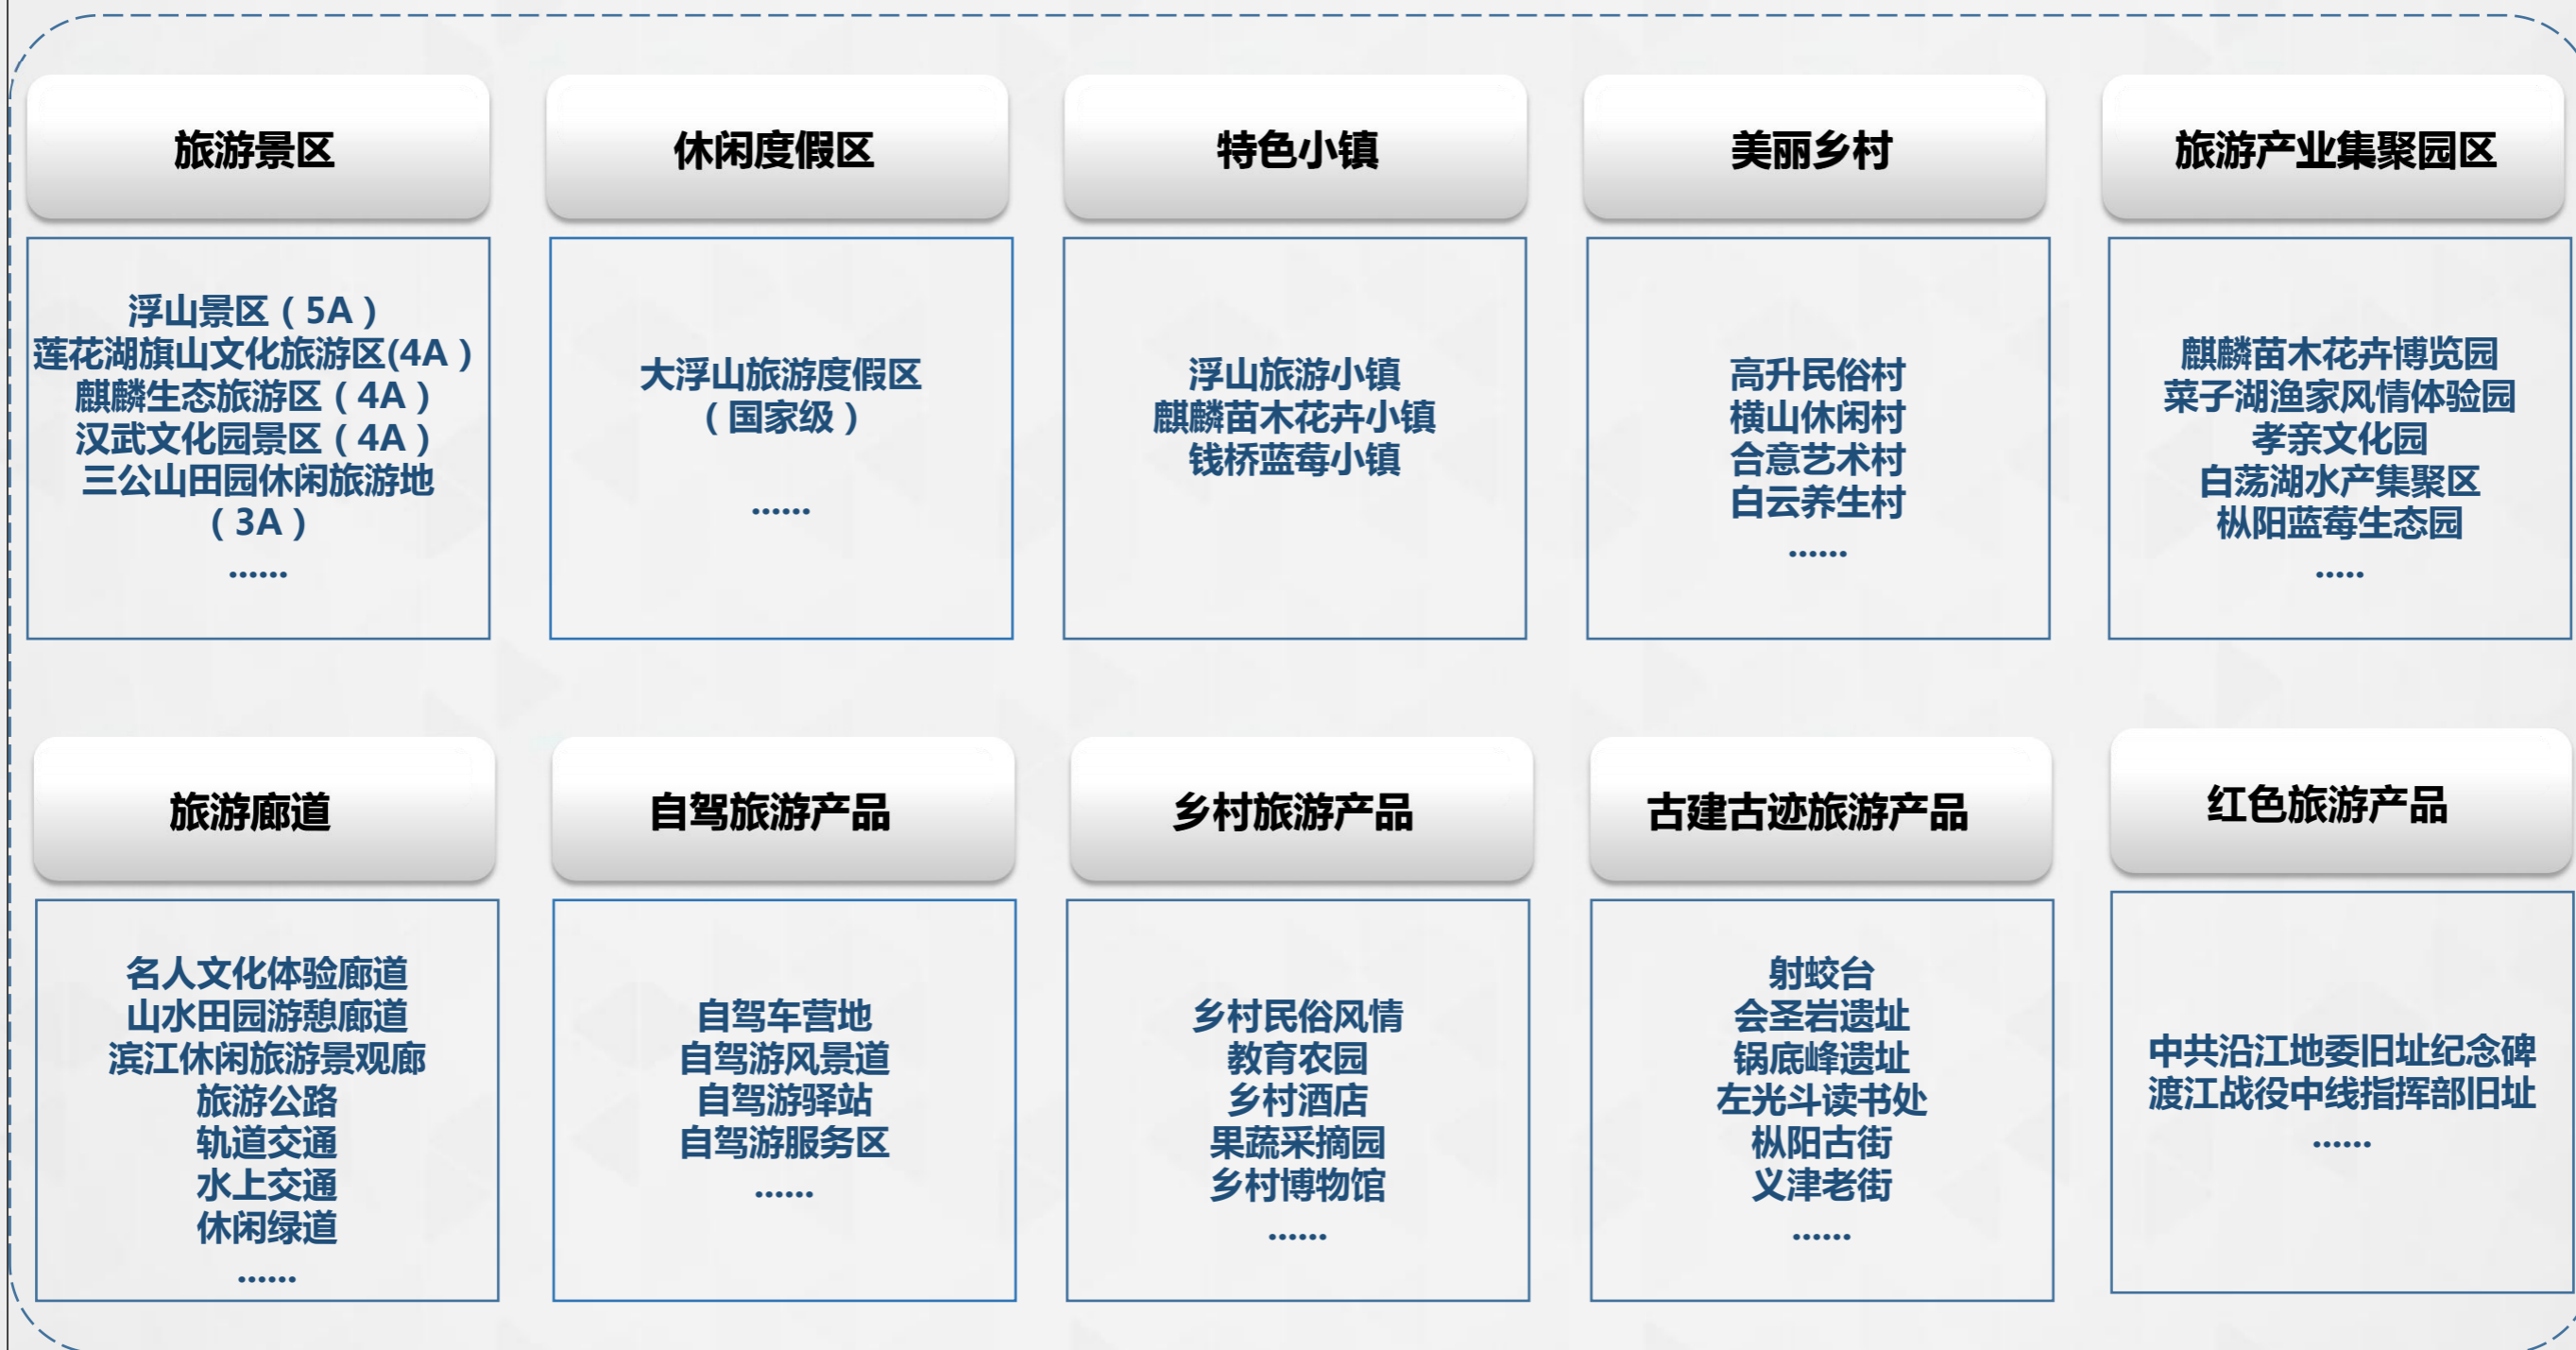 旅游景区
浮山景区（5A）
莲花湖旗山文化旅游区(4A）
麒麟生态旅游区（4A）
汉武文化园景区（4A）
三公山田园休闲旅游地
（3A）
......
休闲度假区
大浮山旅游度假区
（国家级）
......
特色小镇
浮山旅游小镇
麒麟苗木花卉小镇
钱桥蓝莓小镇
美丽乡村
高升民俗村
横山休闲村
合意艺术村
白云养生村
......
旅游产业集聚园区
麒麟苗木花卉博览园
菜子湖渔家风情体验园
孝亲文化园
白荡湖水产集聚区
枞阳蓝莓生态园
.....
旅游廊道
名人文化体验廊道
山水田园游憩廊道
滨江休闲旅游景观廊
旅游公路
轨道交通
水上交通
休闲绿道
......
自驾旅游产品
自驾车营地
自驾游风景道
自驾游驿站
自驾游服务区
......
乡村旅游产品
乡村民俗风情
教育农园
乡村酒店
果蔬采摘园
乡村博物馆
......
古建古迹旅游产品
射蛟台
会圣岩遗址
锅底峰遗址
左光斗读书处
枞阳古街
义津老街
......
红色旅游产品
中共沿江地委旧址纪念碑
渡江战役中线指挥部旧址
......